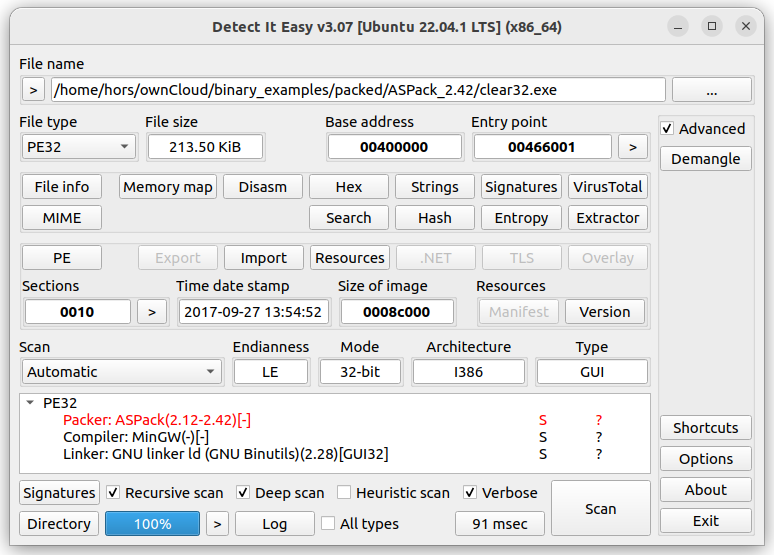 Detect It Easy v3.07 [Ubuntu 22.04.1 LTS] (x86_64)
File name
> /home/hors/ownCloud/binary_examples/packed/ASPack_2.42/clear32.exe ...
File type File size Base address Entry point
PE32 213.50 KiB 00400000 00466001 > Advanced
Demangle
File info Memory map Disasm Hex Strings Signatures VirusTotal
MIME Search Hash Entropy Extractor
PE Export Import Resources .NET TLS Overlay
Sections Time date stamp Size of image Resources
0010 > 2017-09-27 13:54:52 0008c000 Manifest Version
Scan Endianness Mode Architecture Type
Automatic LE 32-bit I386 GUI
PE32
Packer: ASPack(2.12-2.42)[-] S ?
Compiler: MinGW(-)[-] S ?
Linker: GNU linker ld (GNU Binutils)(2.28)[GUI32] S ?
Shortcuts
Options
Signatures Recursive scan Deep scan Heuristic scan Verbose Scan About
Directory 100% > Log All types 91 msec Exit